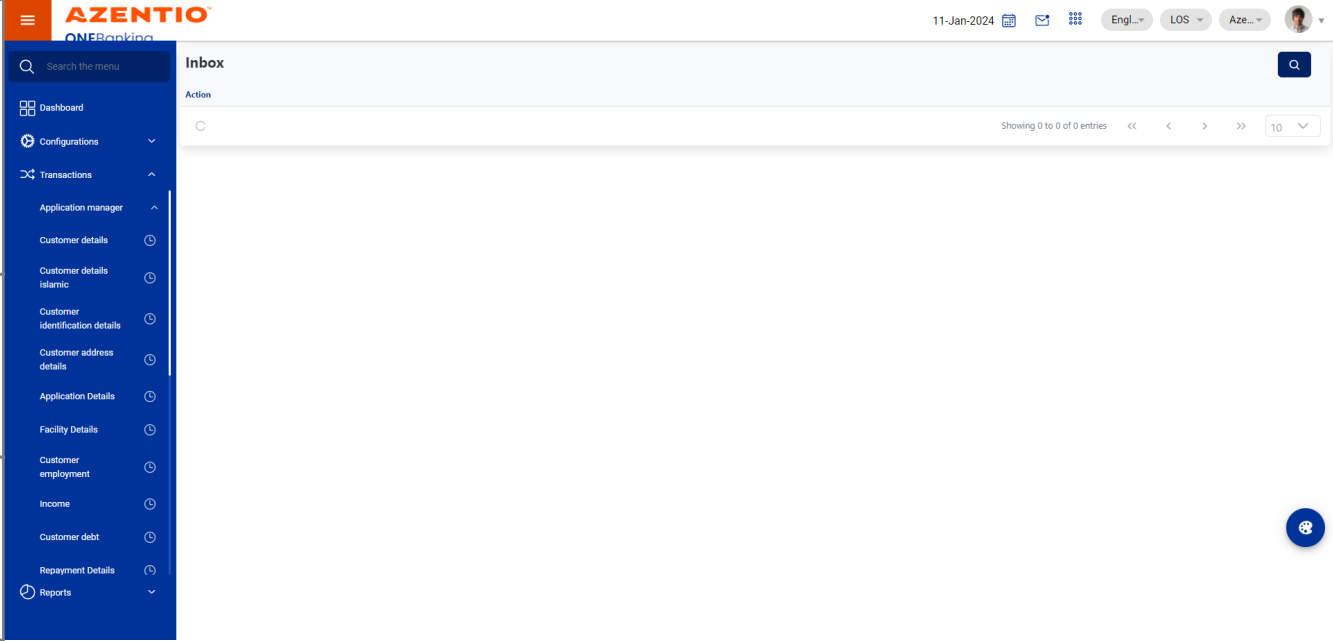 AZENTIO™
ONEBanking
11-Jan-2024
Engl...
LOS
Aze...
Search the menu
Dashboard
Configurations
Transactions
Application manager
Customer details
Customer details
islamic
Customer
identification details
Customer address
details
Application Details
Facility Details
Customer
employment
Income
Customer debt
Repayment Details
Reports
Inbox
Action
Showing 0 to 0 of 0 entries
10